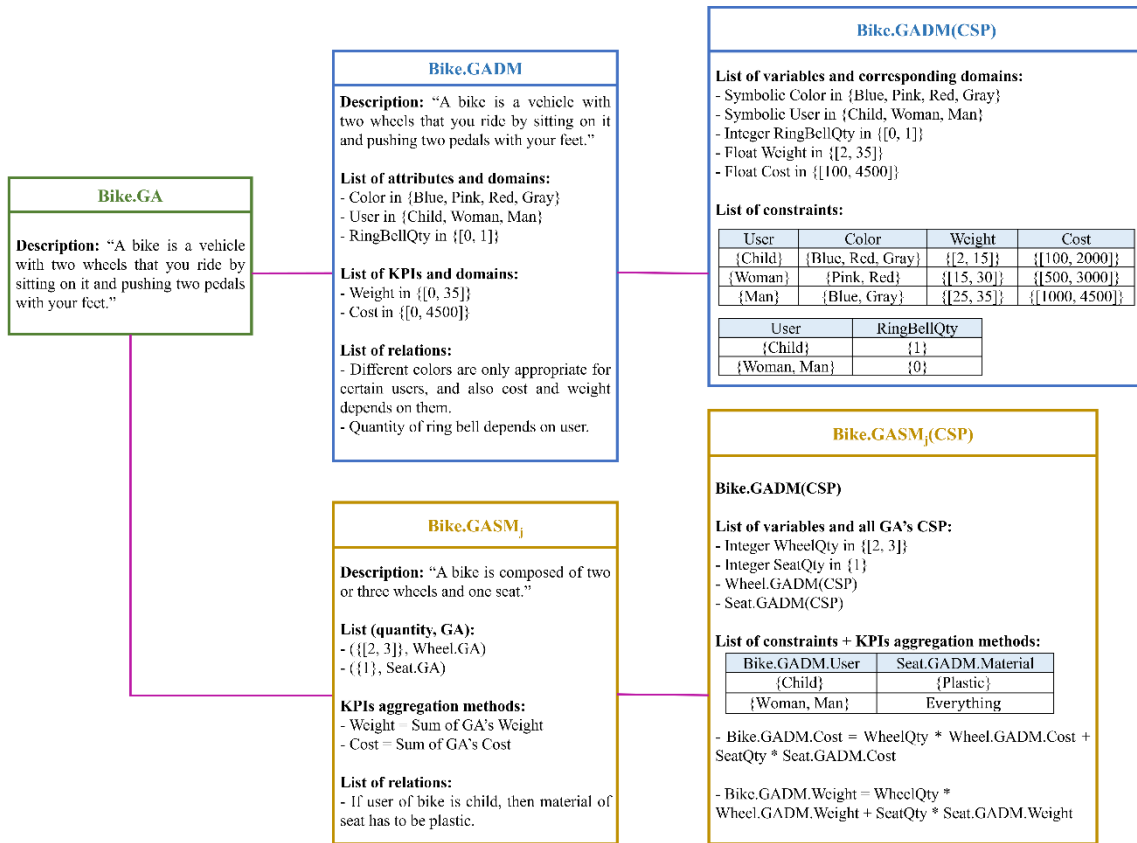 Bike.GA
Description: “A bike is a vehicle
with two wheels that you ride by
sitting on it and pushing two pedals
with your feet.”
Bike.GADM
Description: “A bike is a vehicle with
two wheels that you ride by sitting on it
and pushing two pedals with your feet.”
List of attributes and domains:
- Color in {Blue, Pink, Red, Gray}
- User in {Child, Woman, Man}
- RingBellQty in {[0, 1]}
List of KPIs and domains:
- Weight in {[0, 35]}
- Cost in {[0, 4500]}
List of relations:
- Different colors are only appropriate for
certain users, and also cost and weight
depends on them.
- Quantity of ring bell depends on user.
Bike.GADM(CSP)
List of variables and corresponding domains:
- Symbolic Color in {Blue, Pink, Red, Gray}
- Symbolic User in {Child, Woman, Man}
- Integer RingBellQty in {[0, 1]}
- Float Weight in {[2, 35]}
- Float Cost in {[100, 4500]}
List of constraints:
User Color Weight Cost
{Child} {Blue, Red, Gray} {[2, 15]} {[100, 2000]}
{Woman} {Pink, Red} {[15, 30]} {[500, 3000]}
{Man} {Blue, Gray} {[25, 35]} {[1000, 4500]}
User RingBellQty
{Child} {1}
{Woman, Man} {0}
Bike.GASMj
Description: “A bike is composed of two
or three wheels and one seat.”
List (quantity, GA):
- ({[2, 3]}, Wheel.GA)
- ({1}, Seat.GA)
KPIs aggregation methods:
- Weight = Sum of GA’s Weight
- Cost = Sum of GA’s Cost
List of relations:
- If user of bike is child, then material of
seat has to be plastic.
Bike.GASMj(CSP)
Bike.GADM(CSP)
List of variables and all GA’s CSP:
- Integer WheelQty in {[2, 3]}
- Integer SeatQty in {1}
- Wheel.GADM(CSP)
- Seat.GADM(CSP)
List of constraints + KPIs aggregation methods:
Bike.GADM.User Seat.GADM.Material
{Child} {Plastic}
{Woman, Man} Everything
- Bike.GADM.Cost = WheelQty * Wheel.GADM.Cost +
SeatQty * Seat.GADM.Cost
- Bike.GADM.Weight = WheelQty *
Wheel.GADM.Weight + SeatQty * Seat.GADM.Weight